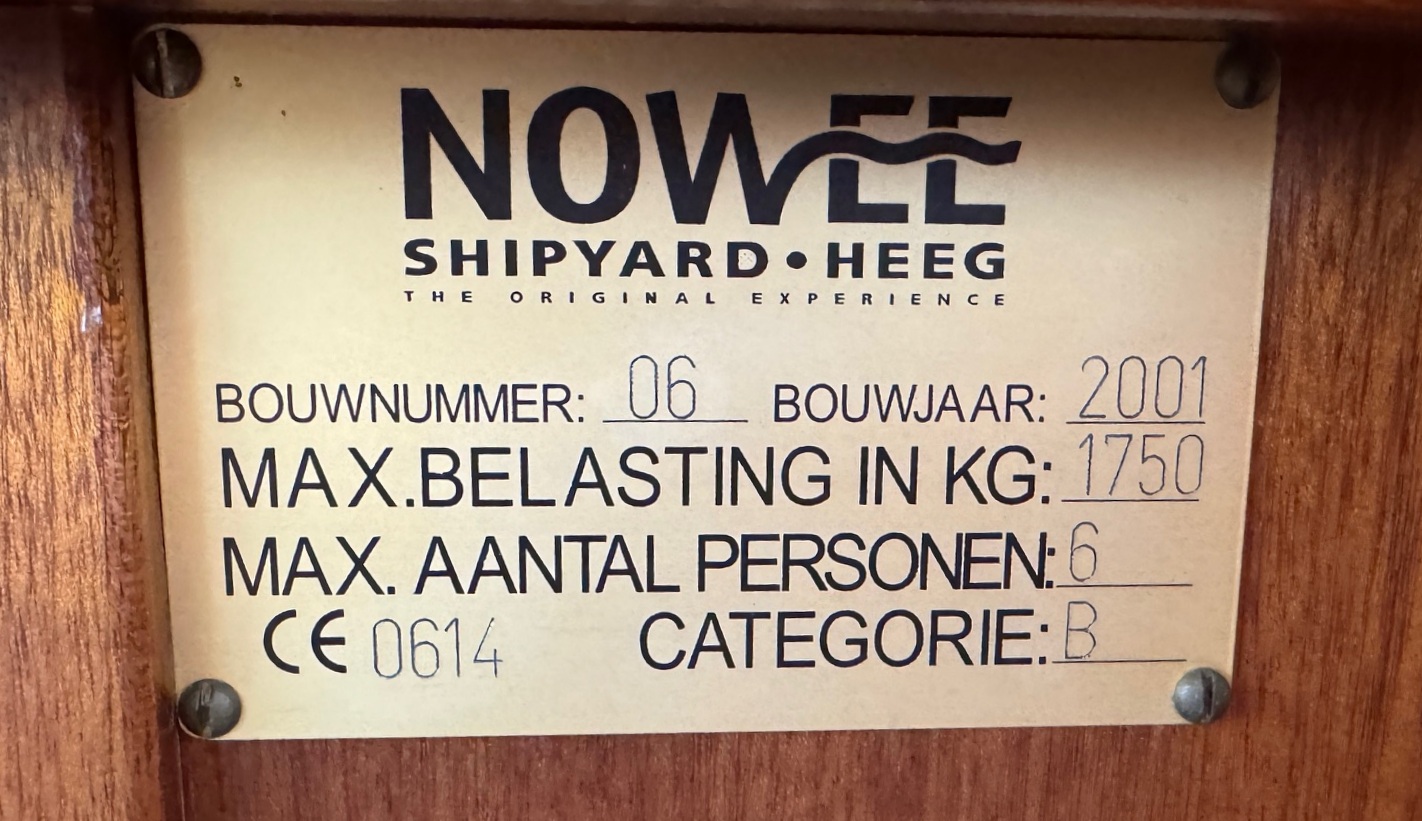 NOWEE
SHIPYARD • HEEG
THE ORIGINAL EXPERIENCE
BOUWNUMMER: 06 BOUWJAAR: 2001
MAX.BELASTING IN KG: 1750
MAX. AANTAL PERSONEN: 6
CE 0614 CATEGORIE: B